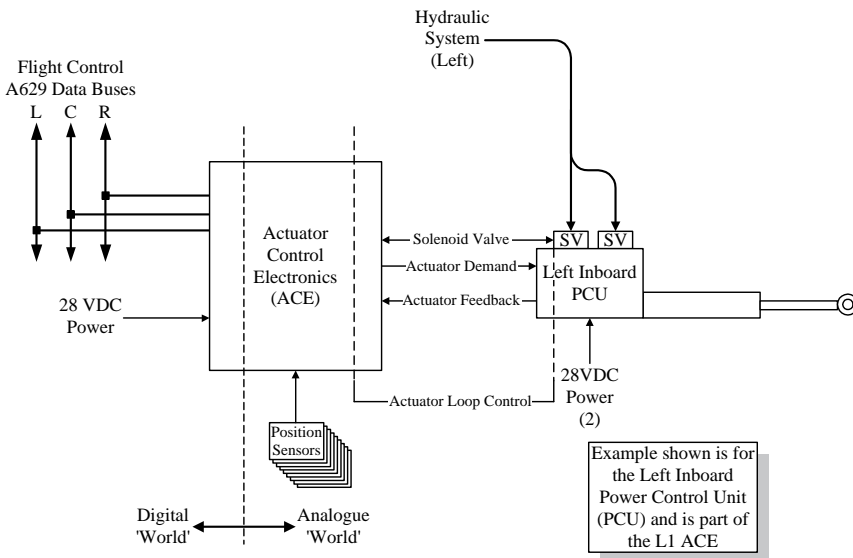 Hydraulic
System
(Left)
Flight Control
A629 Data Buses
L C R
Actuator
Control
Electronics
(ACE)
Solenoid Valve
SV SV
Actuator Demand
Left Inboard
PCU
Actuator Feedback
28 VDC
Power
Actuator Loop Control
28VDC
Power
(2)
Position
Sensors
Example shown is for
the Left Inboard
Power Control Unit
(PCU) and is part of
the L1 ACE
Digital
'World'
Analogue
'World'